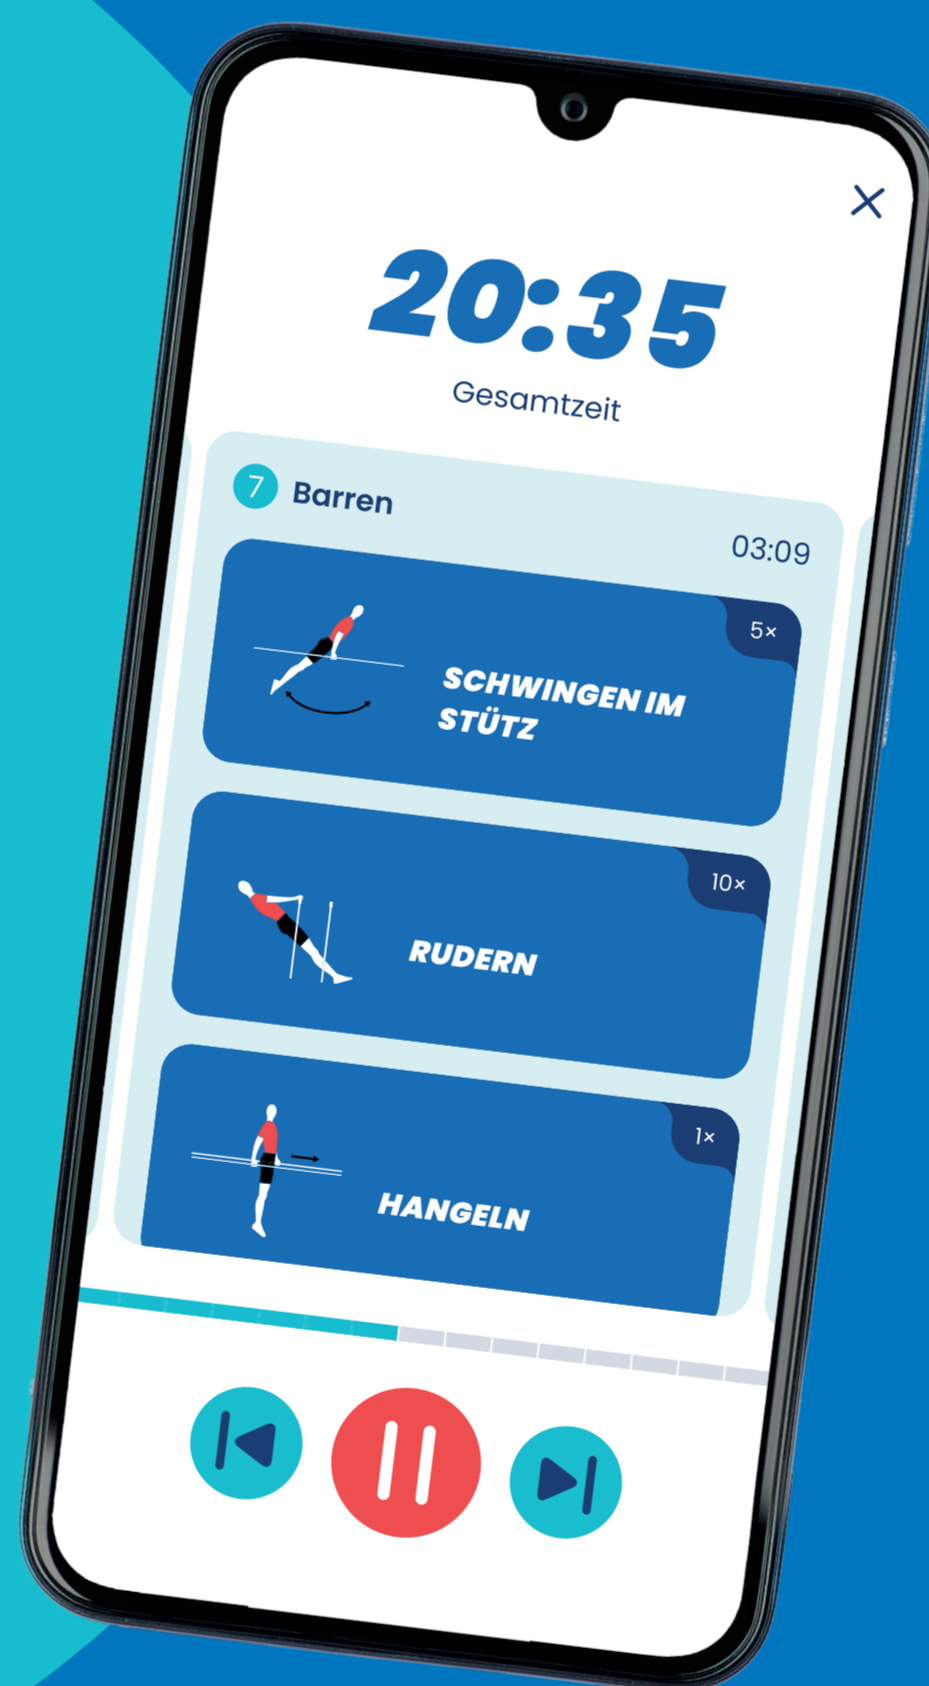 20:35
Gesamtzeit
7 Barren
03:09
5×
SCHWINGEN IM
STÜTZ
10×
RUDERN
1×
HANGELN